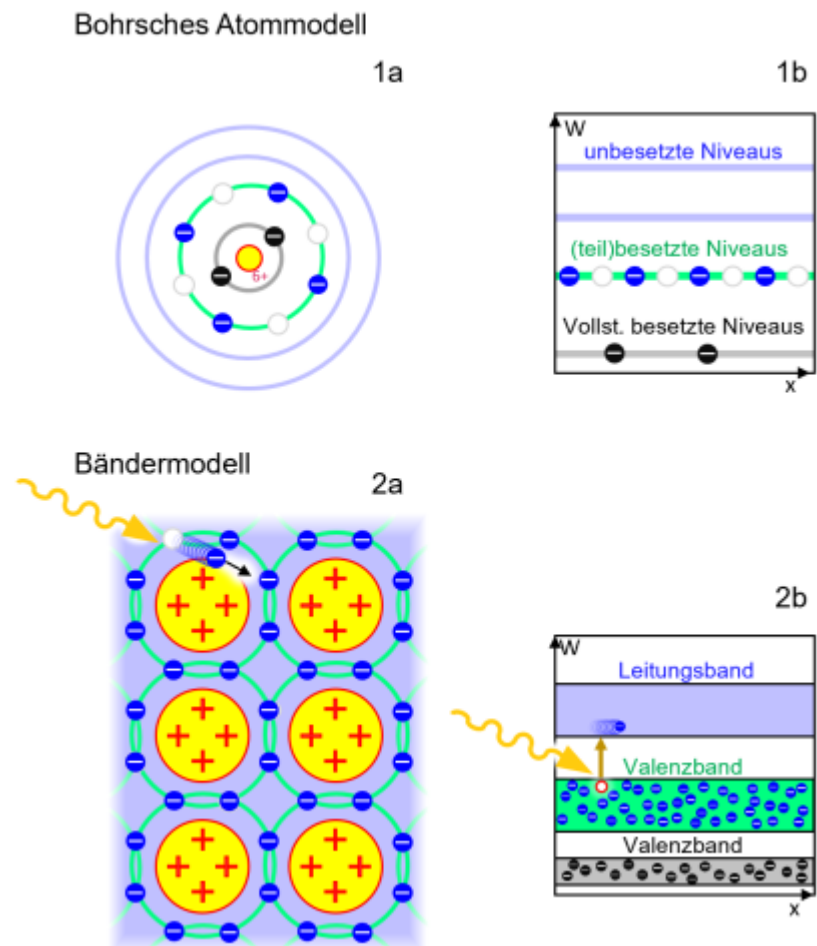 Bohrsches Atommodell
1a
1b
6+
W
unbesetzte Niveaus
(teil)besetzte Niveaus
Vollst. besetzte Niveaus
x
Bändermodell
2a
2b
+ + + +
+ + + +
+ + + +
+ + + +
+ + + +
+ + + +
W
Leitungsband
Valenzband
Valenzband
x